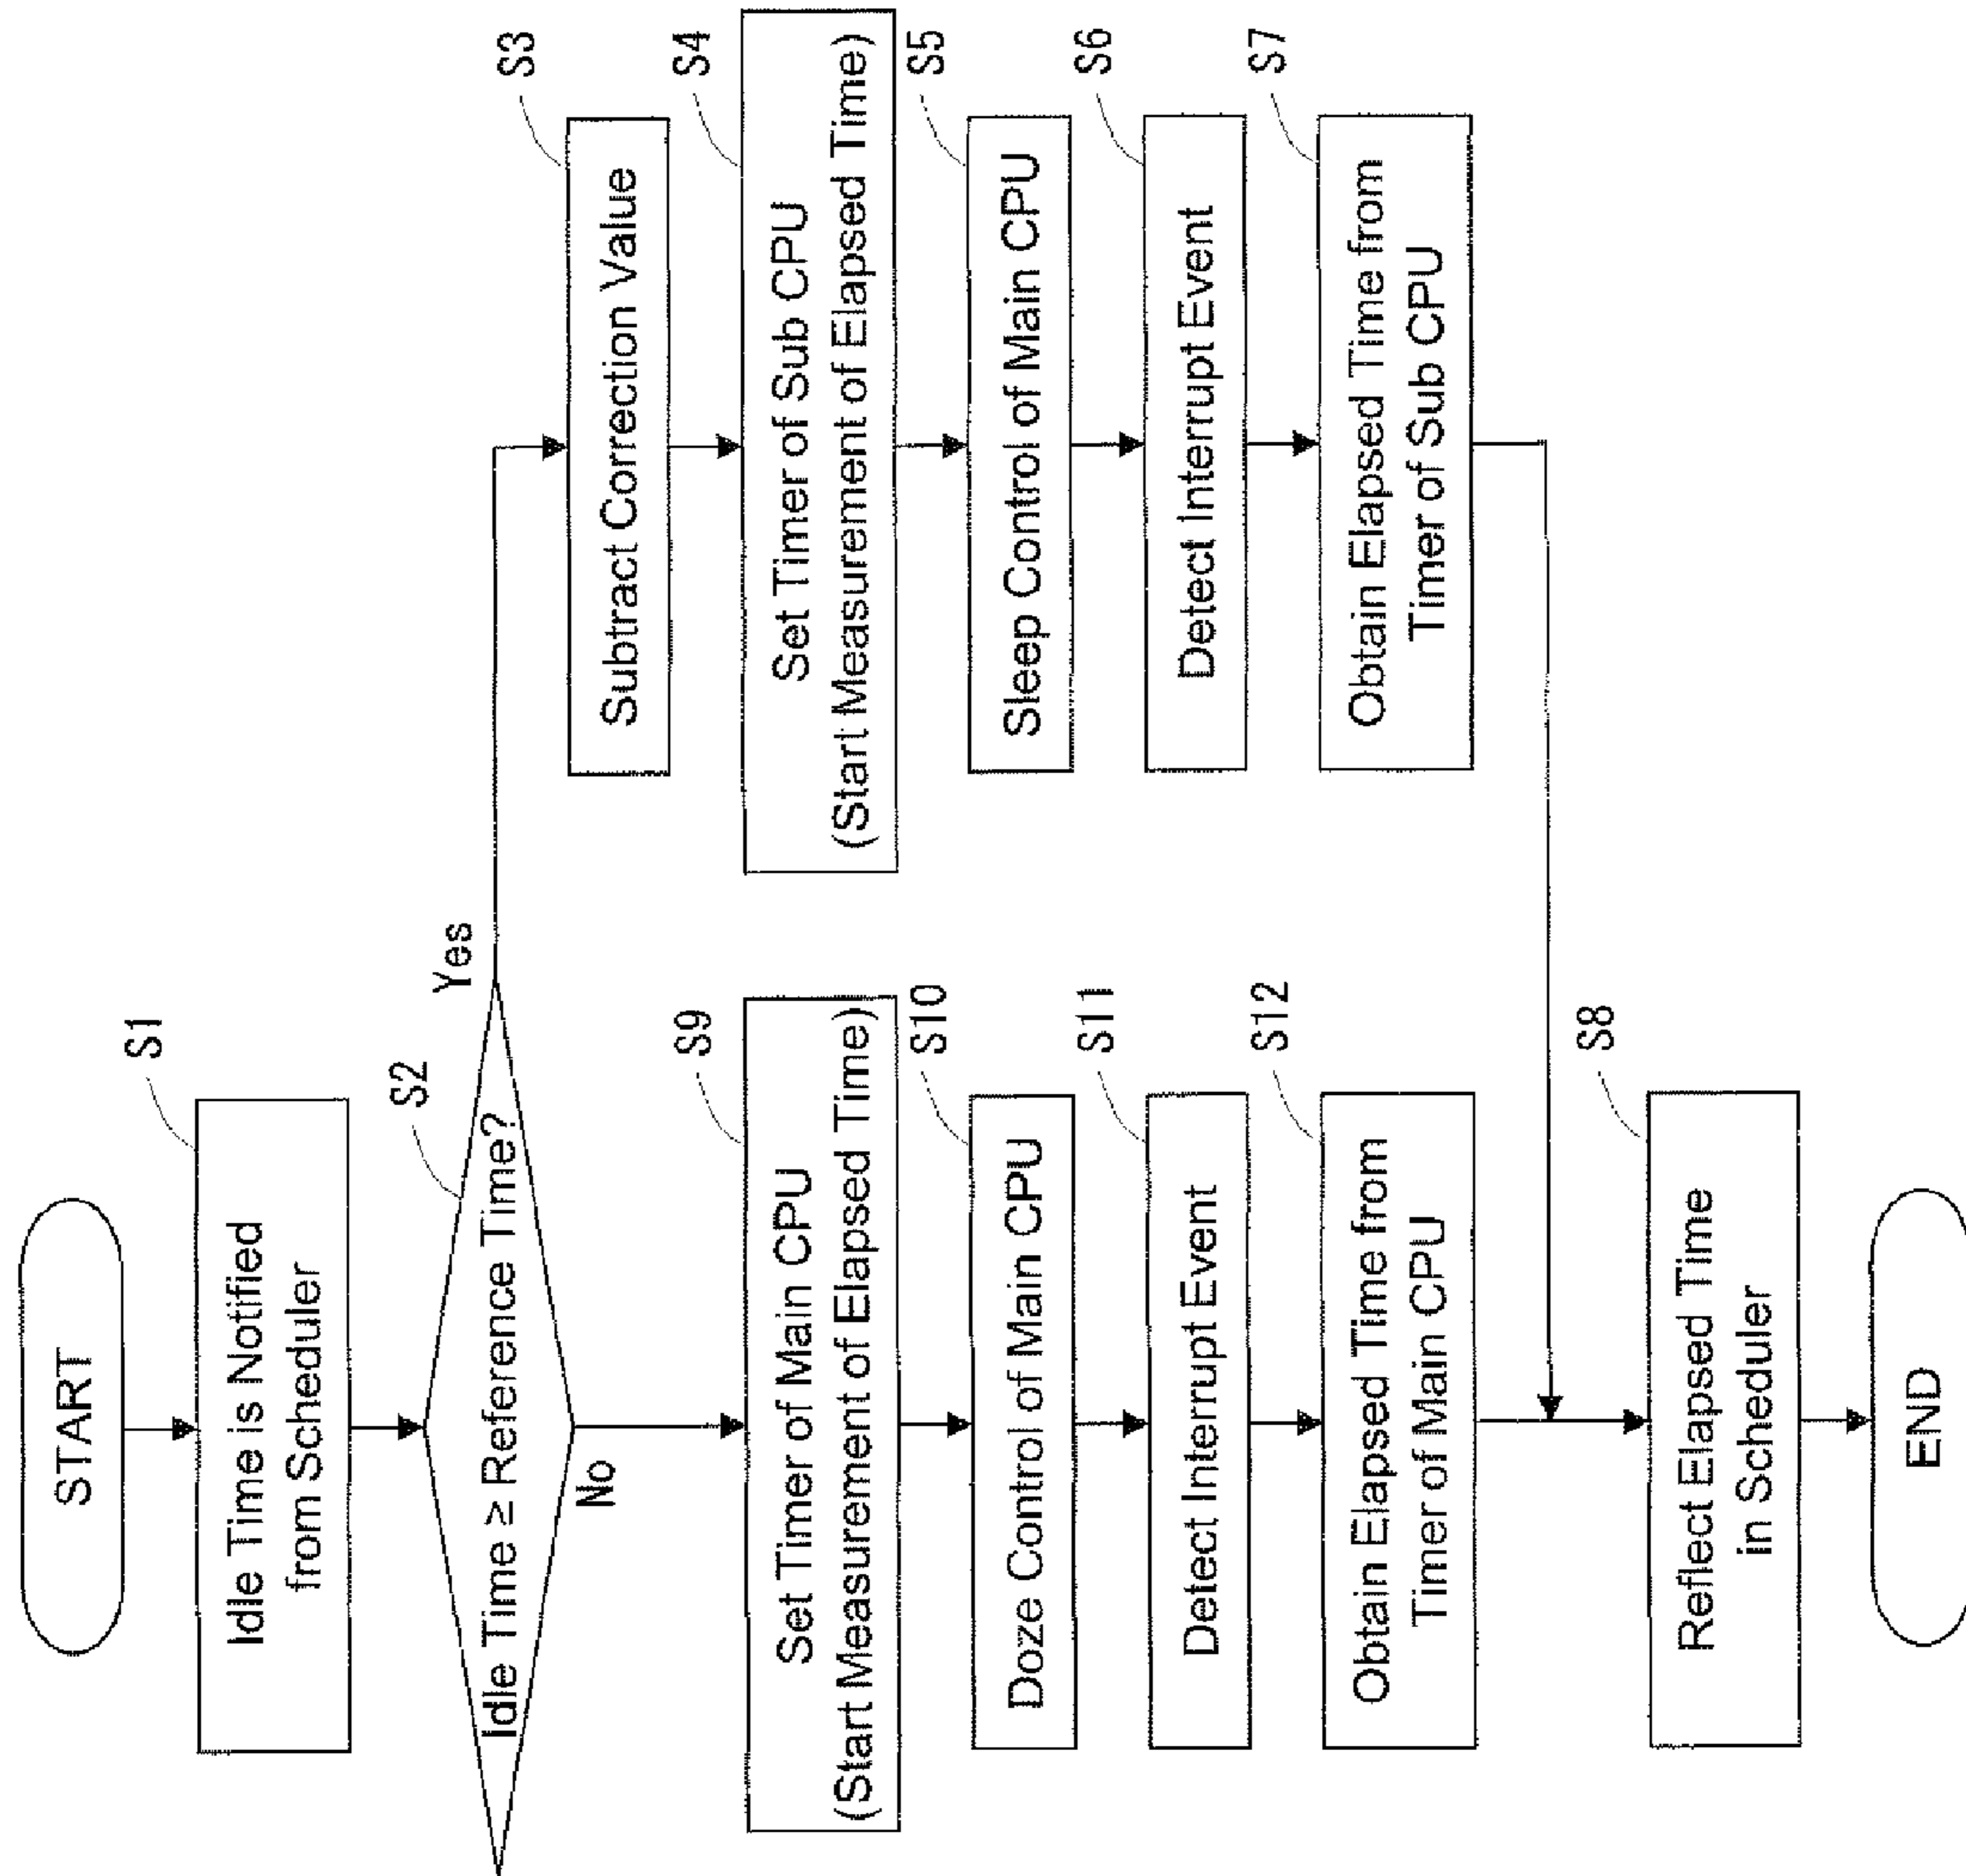 START
S1
Idle Time is Notified
from Scheduler
S2
Idle Time ≥ Reference Time?
Yes
No
S3
Subtract Correction Value
S4
Set Timer of Sub CPU
(Start Measurement of Elapsed Time)
S5
Sleep Control of Main CPU
S6
Detect Interrupt Event
S7
Obtain Elapsed Time from
Timer of Sub CPU
S9
Set Timer of Main CPU
(Start Measurement of Elapsed Time)
S10
Doze Control of Main CPU
S11
Detect Interrupt Event
S12
Obtain Elapsed Time from
Timer of Main CPU
S8
Reflect Elapsed Time
in Scheduler
END